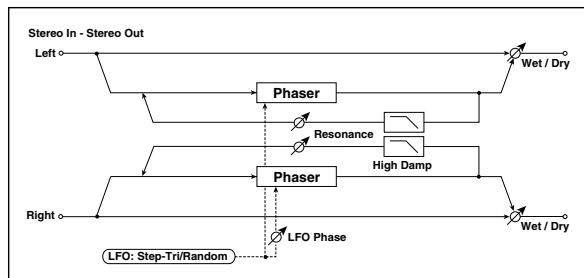 Stereo In - Stereo Out
Left
Wet / Dry
Phaser
Resonance
High Damp
Phaser
Right
LFO Phase
Wet / Dry
LFO: Step-Tri/Random